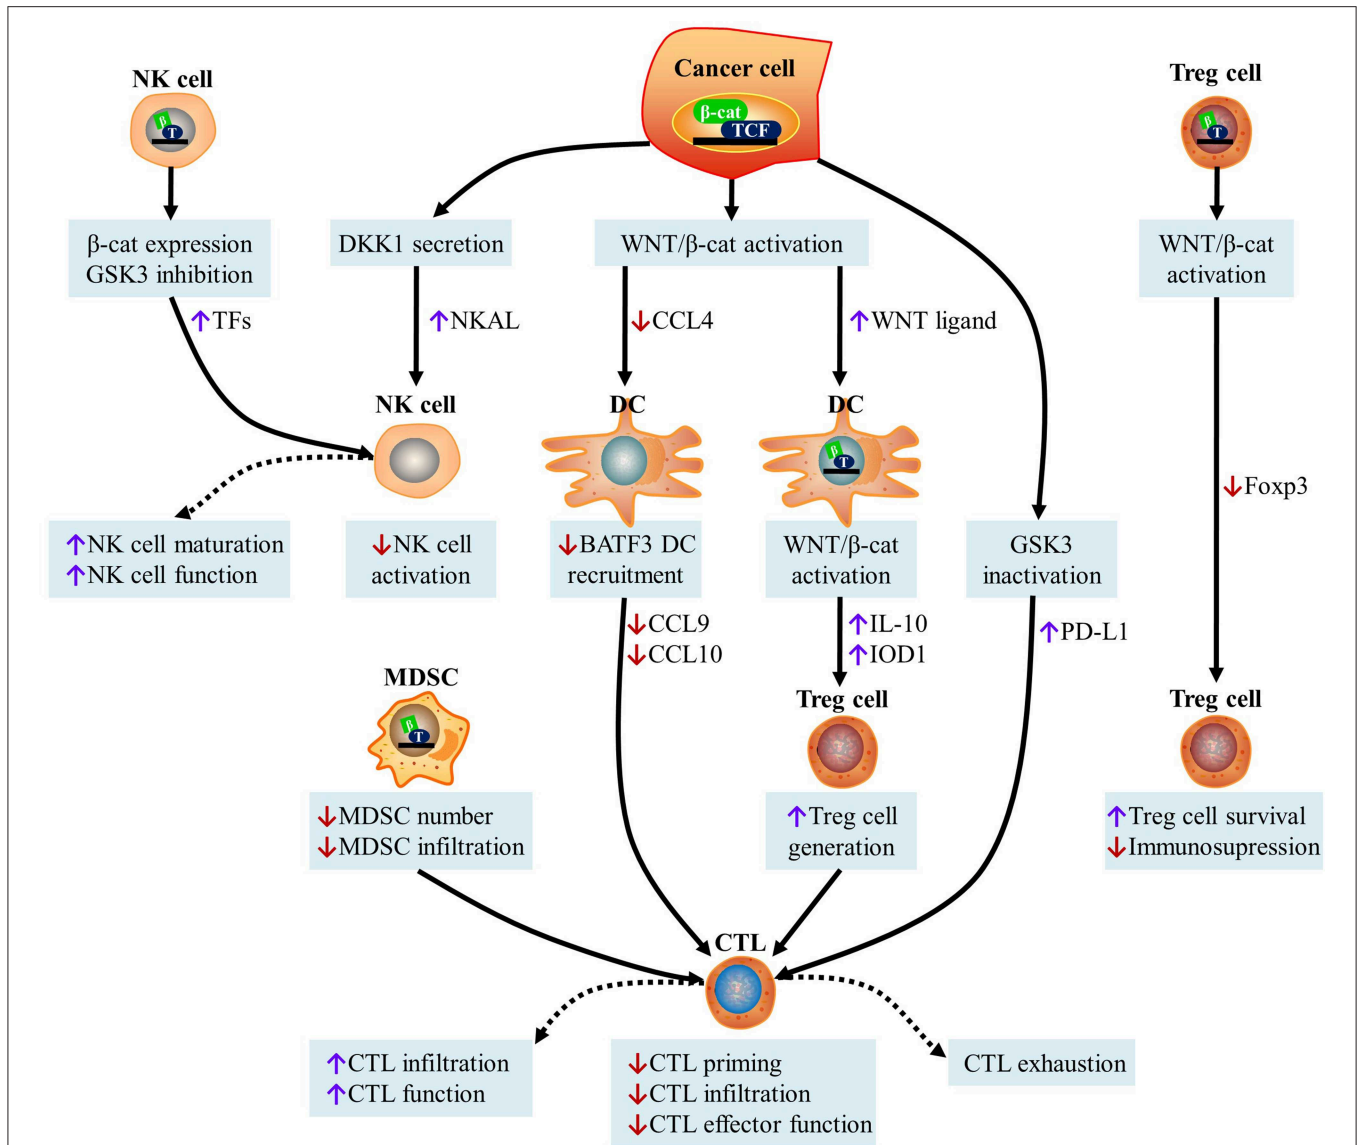 NK cell
β
T
Cancer cell
β-cat
TCF
Treg cell
β
T
β-cat expression
GSK3 inhibition
DKK1 secretion
WNT/β-cat activation
WNT/β-cat
activation
↑TFs
↑NKAL
↓CCL4
↑WNT ligand
NK cell
DC
DC
β
T
↓Foxp3
↑NK cell maturation
↑NK cell function
↓NK cell
activation
↓BATF3 DC
recruitment
WNT/β-cat
activation
GSK3
inactivation
↓CCL9
↓CCL10
↑IL-10
↑IOD1
↑PD-L1
MDSC
β
T
Treg cell
Treg cell
↓MDSC number
↓MDSC infiltration
↑Treg cell
generation
↑Treg cell survival
↓Immunosupression
CTL
↑CTL infiltration
↑CTL function
↓CTL priming
↓CTL infiltration
↓CTL effector function
CTL exhaustion